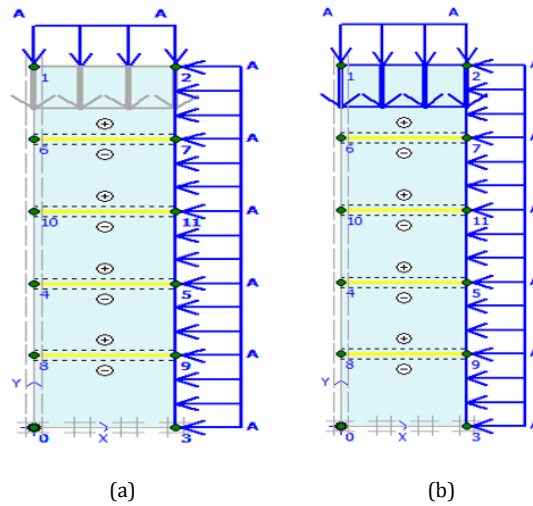 A A A A
1 2 A 1 2 A
+ +
6 7 A 6 7 A
− −
+ +
10 11 A 10 11 A
− −
+ +
4 5 A 4 5 A
− −
+ +
8 9 A 8 9 A
− −
Y Y
0 X 3 A 0 X 3 A
(a) (b)